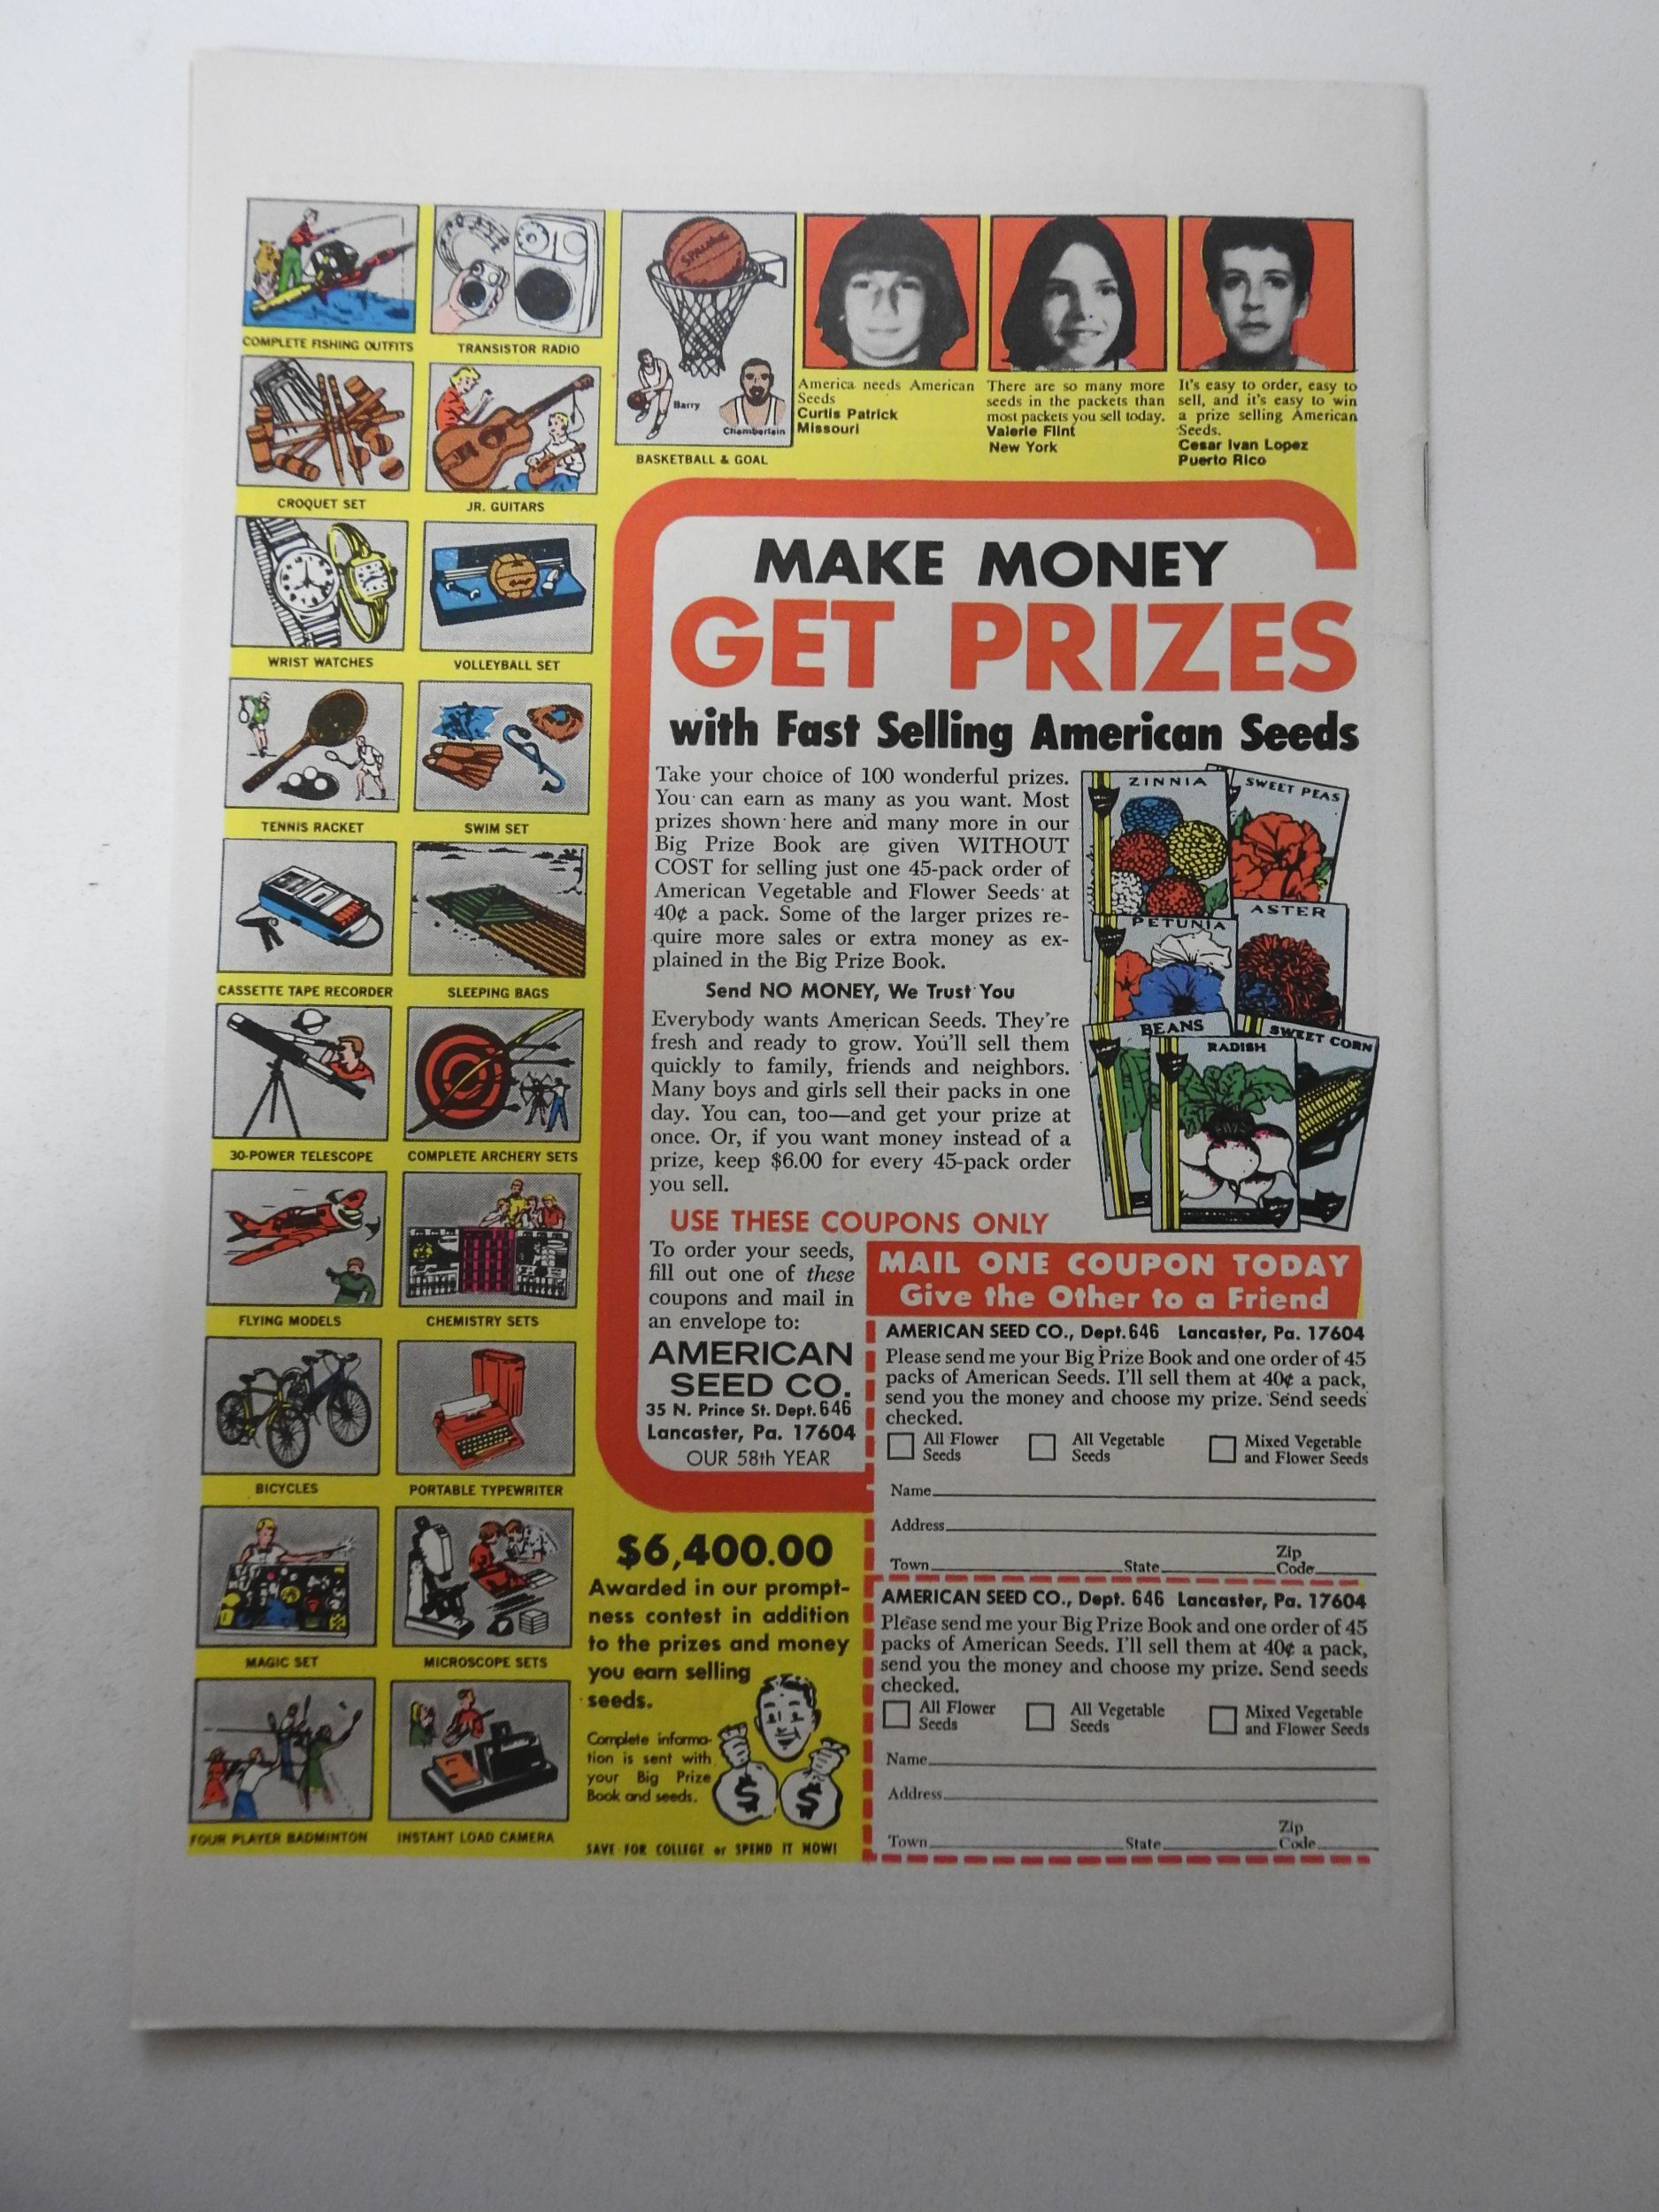 COMPLETE FISHING OUTFITS
TRANSISTOR RADIO
CROQUET SET
JR. GUITARS
WRIST WATCHES
VOLLEYBALL SET
TENNIS RACKET
SWIM SET
CASSETTE TAPE RECORDER
SLEEPING BAGS
30-POWER TELESCOPE
COMPLETE ARCHERY SETS
FLYING MODELS
CHEMISTRY SETS
BICYCLES
PORTABLE TYPEWRITER
MAGIC SET
MICROSCOPE SETS
FOUR PLAYER BADMINTON
INSTANT LOAD CAMERA
SPALDING
Barry
Chamberlain
BASKETBALL & GOAL
America needs American
Seeds
Curtis Patrick
Missouri
There are so many more
seeds in the packets than
most packets you sell today.
Valerie Flint
New York
It's easy to order, easy to
sell, and it's easy to win
a prize selling American
Seeds.
Cesar Ivan Lopez
Puerto Rico
MAKE MONEY
GET PRIZES
with Fast Selling American Seeds
Take your choice of 100 wonderful prizes.
You can earn as many as you want. Most
prizes shown here and many more in our
Big Prize Book are given WITHOUT
COST for selling just one 45-pack order of
American Vegetable and Flower Seeds at
40¢ a pack. Some of the larger prizes re-
quire more sales or extra money as ex-
plained in the Big Prize Book.
Send NO MONEY, We Trust You
Everybody wants American Seeds. They're
fresh and ready to grow. You'll sell them
quickly to family, friends and neighbors.
Many boys and girls sell their packs in one
day. You can, too—and get your prize at
once. Or, if you want money instead of a
prize, keep $6.00 for every 45-pack order
you sell.
ZINNIA
SWEET PEAS
PETUNIA
ASTER
BEANS
RADISH
SWEET CORN
USE THESE COUPONS ONLY
To order your seeds,
fill out one of these
coupons and mail in
an envelope to:
AMERICAN
SEED CO.
35 N. Prince St. Dept. 646
Lancaster, Pa. 17604
OUR 58th YEAR
MAIL ONE COUPON TODAY
Give the Other to a Friend
AMERICAN SEED CO., Dept. 646 Lancaster, Pa. 17604
Please send me your Big Prize Book and one order of 45
packs of American Seeds. I'll sell them at 40¢ a pack,
send you the money and choose my prize. Send seeds
checked.
All Flower Seeds All Vegetable Seeds Mixed Vegetable and Flower Seeds
Name
Address
Town State Zip Code
AMERICAN SEED CO., Dept. 646 Lancaster, Pa. 17604
Please send me your Big Prize Book and one order of 45
packs of American Seeds. I'll sell them at 40¢ a pack,
send you the money and choose my prize. Send seeds
checked.
All Flower Seeds All Vegetable Seeds Mixed Vegetable and Flower Seeds
Name
Address
Town State Zip Code
$6,400.00
Awarded in our prompt-
ness contest in addition
to the prizes and money
you earn selling
seeds.
Complete informa-
tion is sent with
your Big Prize
Book and seeds.
$ $
SAVE FOR COLLEGE or SPEND IT NOW!